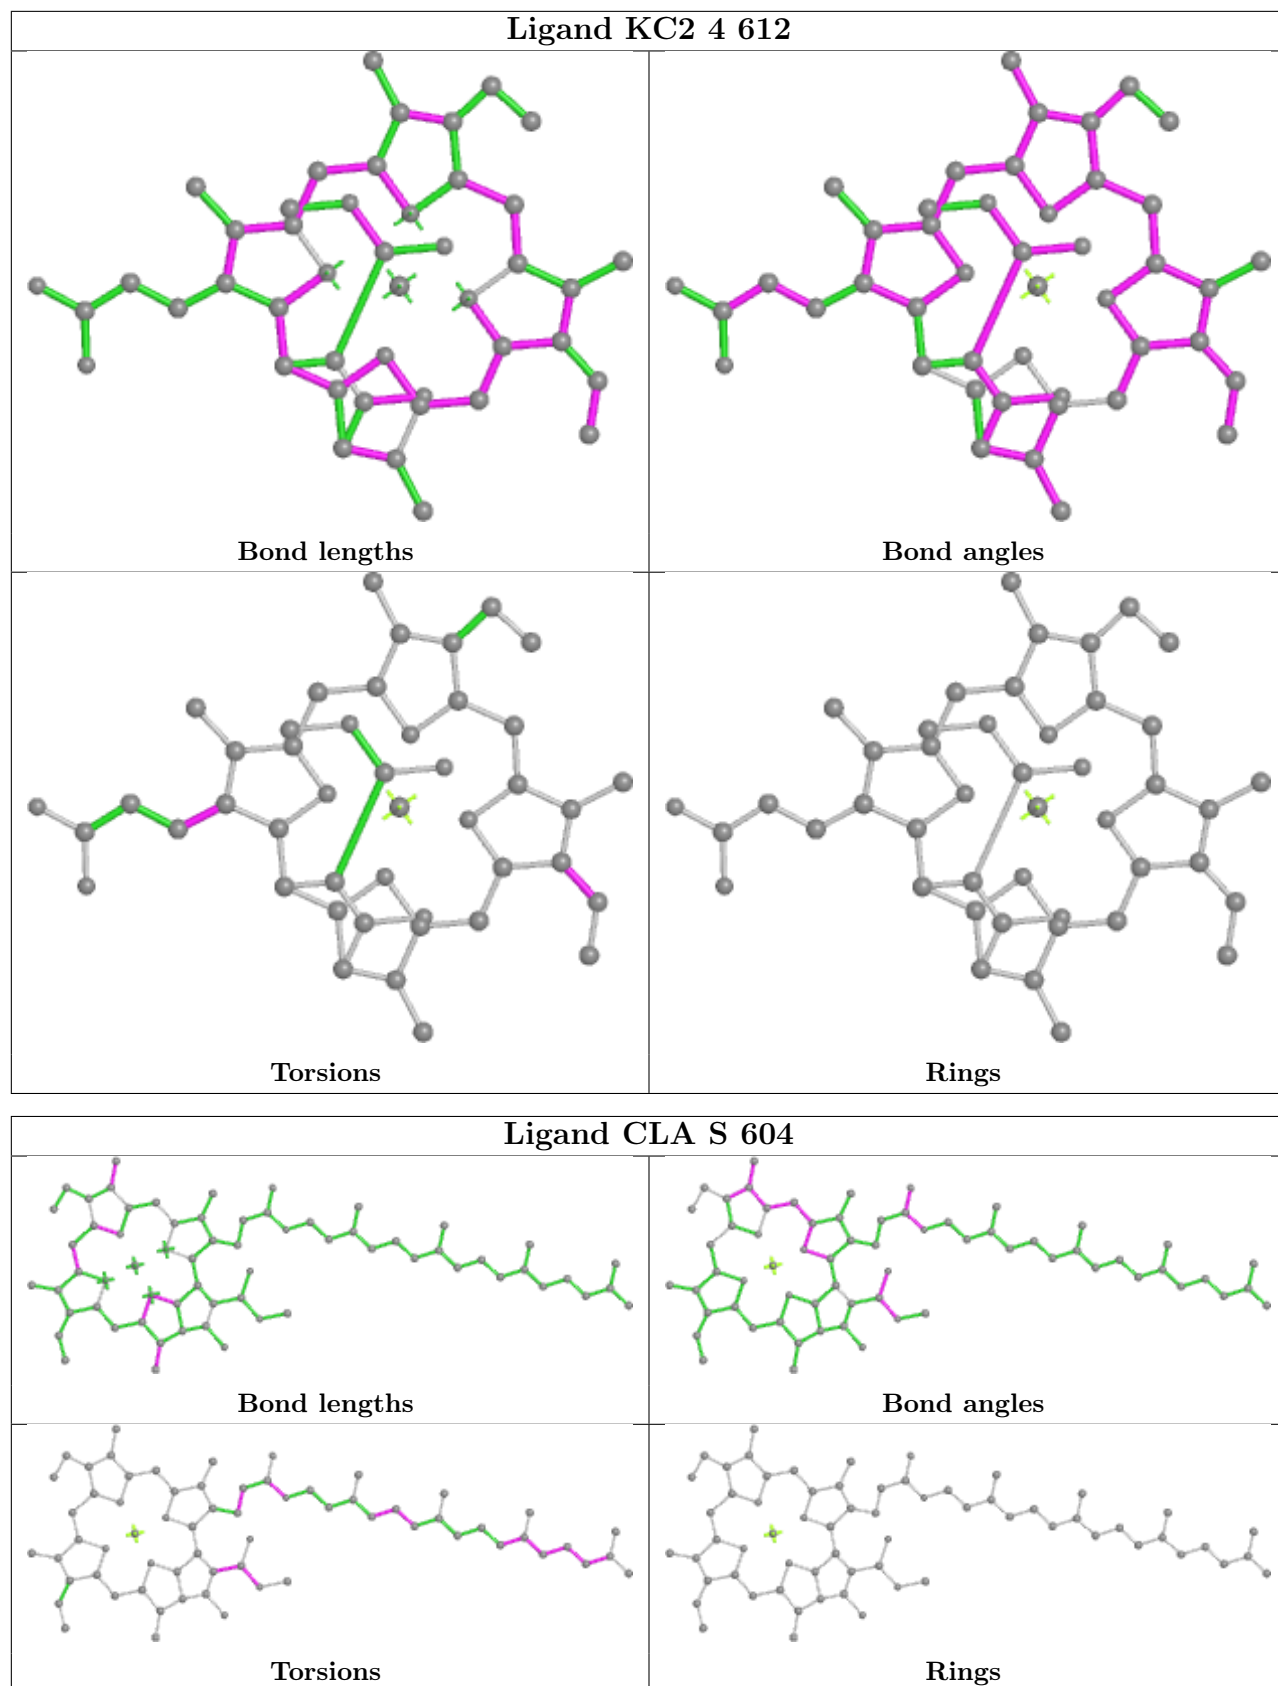 Ligand KC2 4 612
Bond lengths
Bond angles
Torsions
Rings
Ligand CLA S 604
Bond lengths
Bond angles
Torsions
Rings